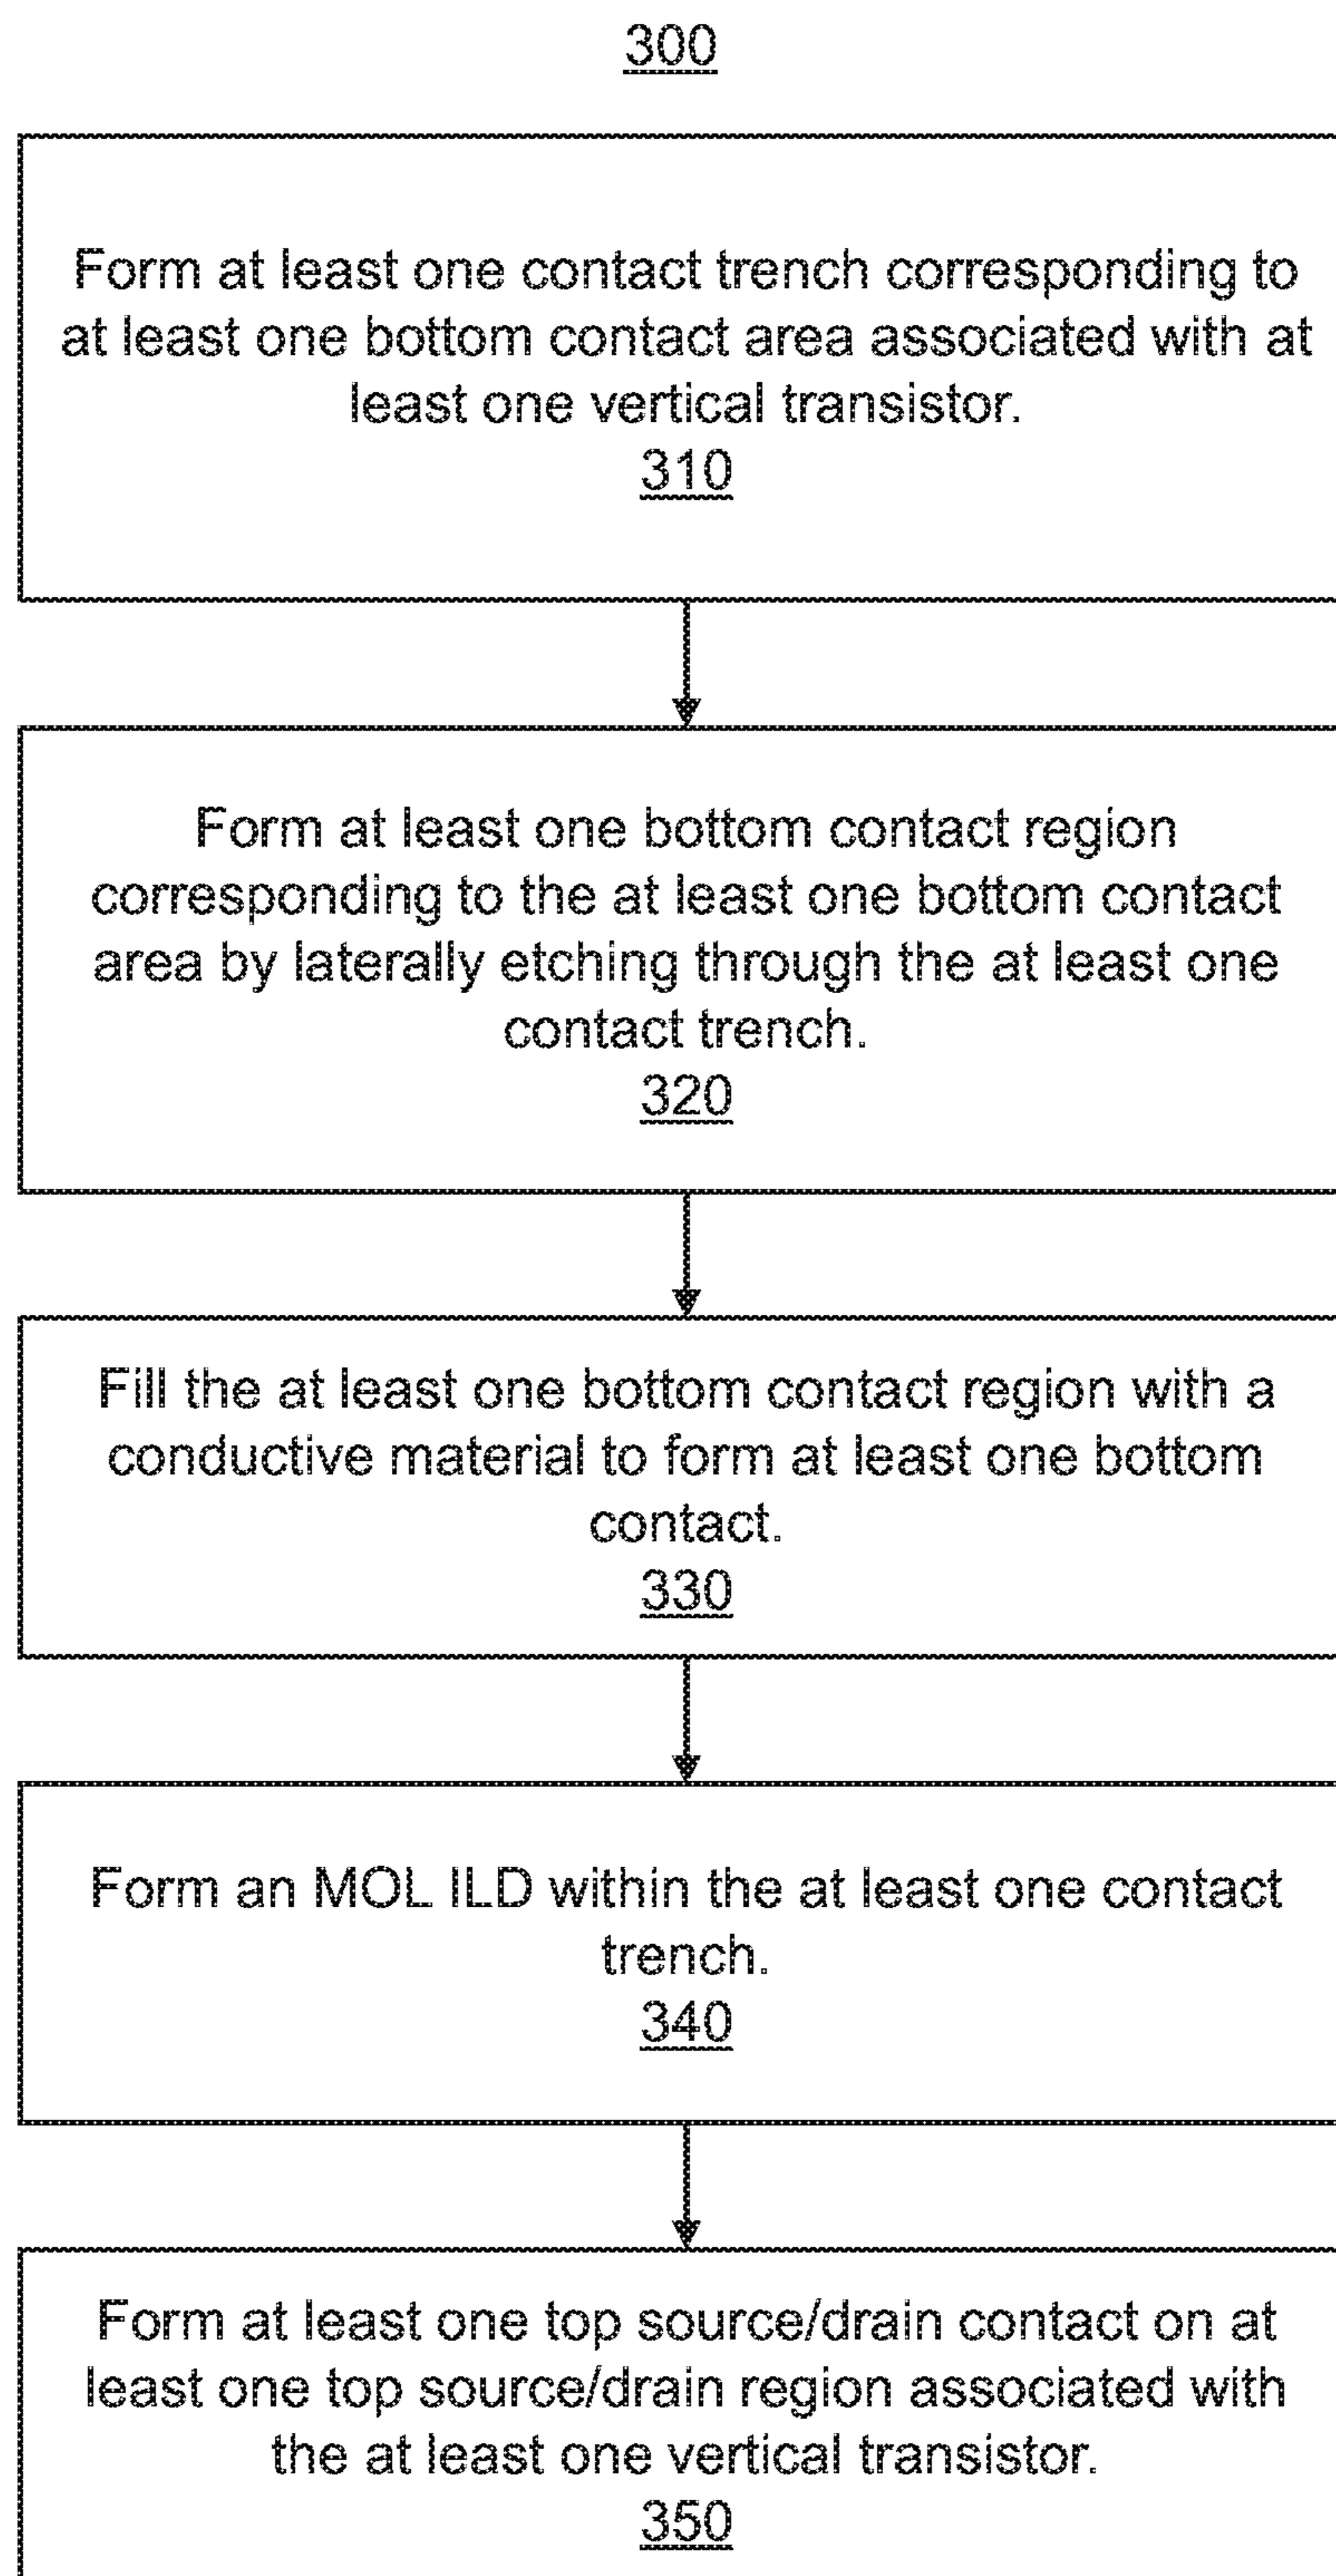 300
Form at least one contact trench corresponding to
at least one bottom contact area associated with at
least one vertical transistor.
310
Form at least one bottom contact region
corresponding to the at least one bottom contact
area by laterally etching through the at least one
contact trench.
320
Fill the at least one bottom contact region with a
conductive material to form at least one bottom
contact.
330
Form an MOL ILD within the at least one contact
trench.
340
Form at least one top source/drain contact on at
least one top source/drain region associated with
the at least one vertical transistor.
350